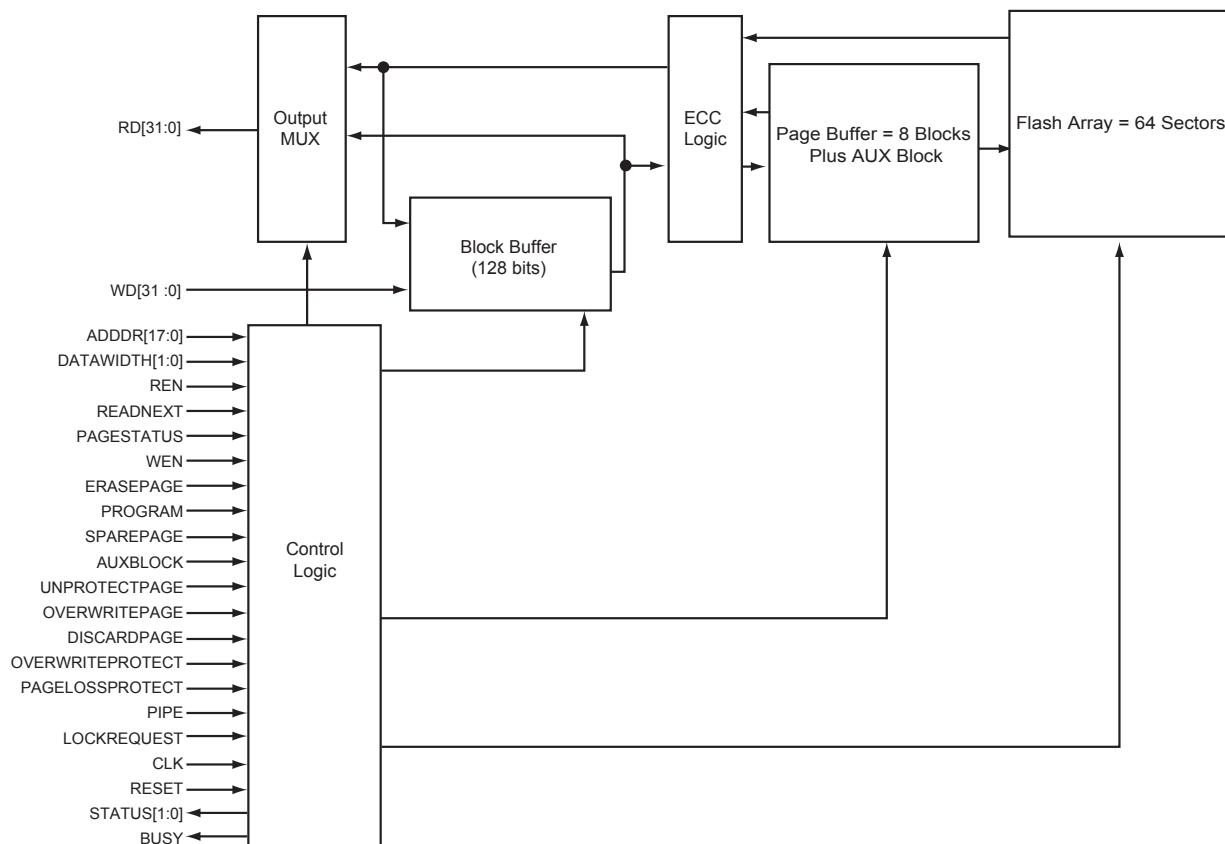 Output
MUX
ECC
Logic
Page Buffer = 8 Blocks
Plus AUX Block
Flash Array = 64 Sectors
RD[31:0]
Block Buffer
(128 bits)
WD[31 :0]
ADDDR[17:0]
DATAWIDTH[1:0]
REN
READNEXT
PAGESTATUS
WEN
ERASEPAGE
PROGRAM
SPAREPAGE
AUXBLOCK
UNPROTECTPAGE
OVERWRITEPAGE
DISCARDPAGE
OVERWRITEPROTECT
PAGELOSSPROTECT
PIPE
LOCKREQUEST
CLK
RESET
STATUS[1:0]
BUSY
Control
Logic